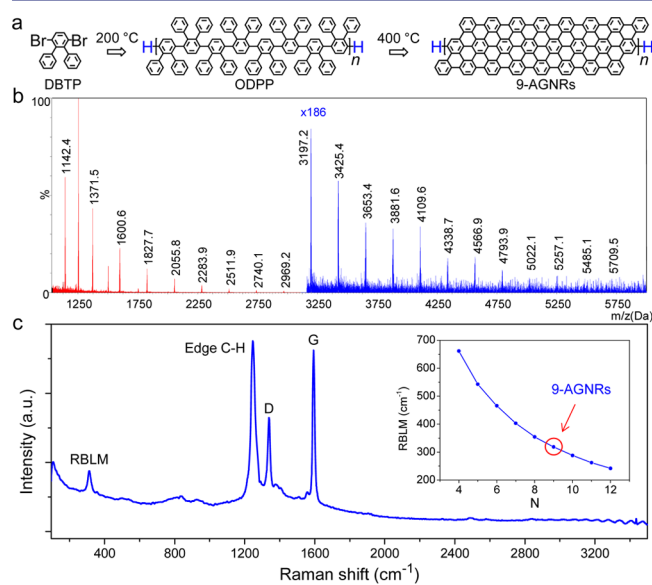 a
Br
Br
200 °C
H
H
n
400 °C
H
H
n
DBTP
ODPP
9-AGNRs
b
100
%
0
x186
1142.4
1371.5
1600.6
1827.7
2055.8
2283.9
2511.9
2740.1
2969.2
3197.2
3425.4
3653.4
3881.6
4109.6
4338.7
4566.9
4793.9
5022.1
5257.1
5485.1
5709.5
1250 1750 2250 2750 3250 3750 4250 4750 5250 5750
m/z(Da)
c
Intensity (a.u.)
RBLM
Edge C-H
D
G
400 800 1200 1600 2000 2400 2800 3200
Raman shift (cm-1)
RBLM (cm-1)
700
600
500
400
300
200
9-AGNRs
4 6 8 10 12
N